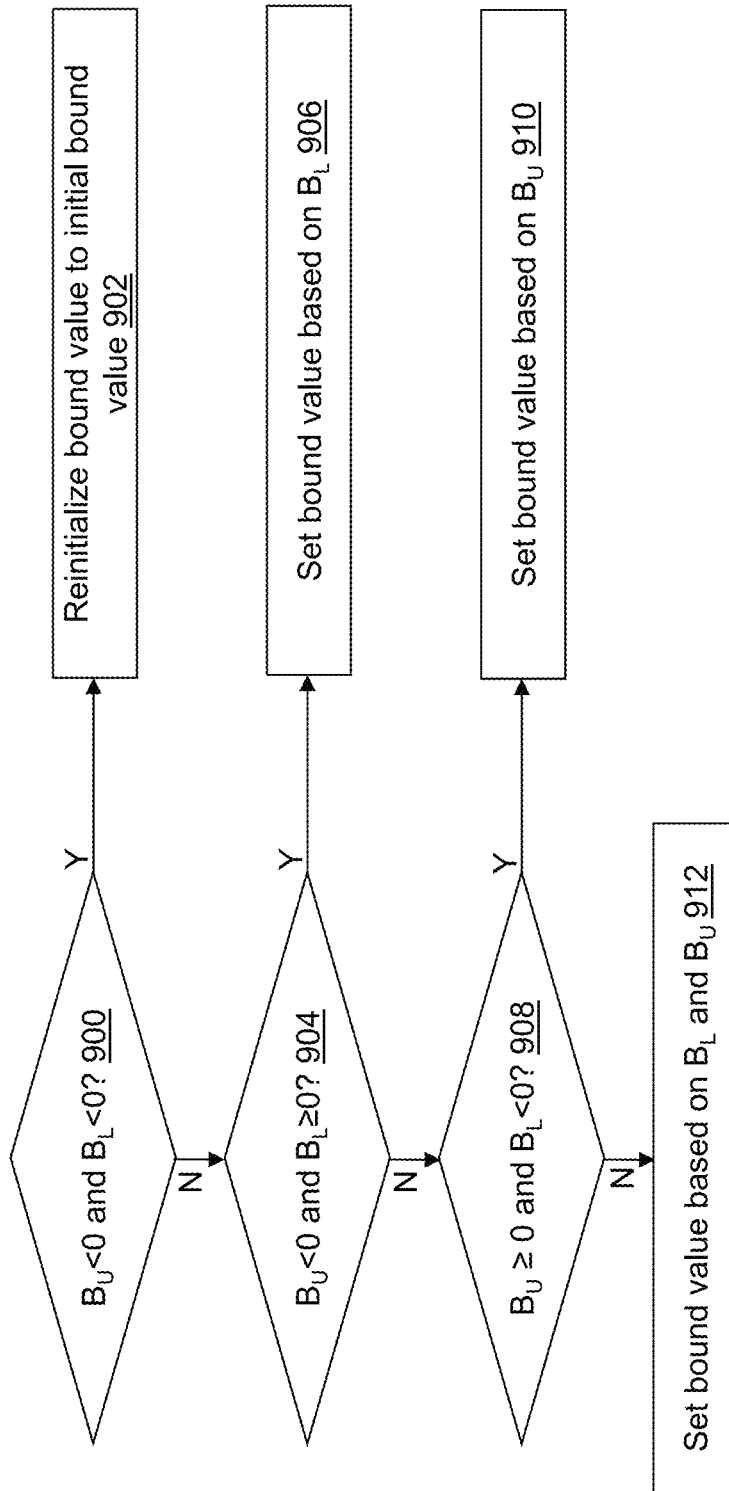 B_U<0 and B_L<0? 900
Y
Reinitialize bound value to initial bound
value 902
N
B_U<0 and B_L≥0? 904
Y
Set bound value based on B_L 906
N
B_U ≥ 0 and B_L<0? 908
Y
Set bound value based on B_U 910
N
Set bound value based on B_L and B_U 912